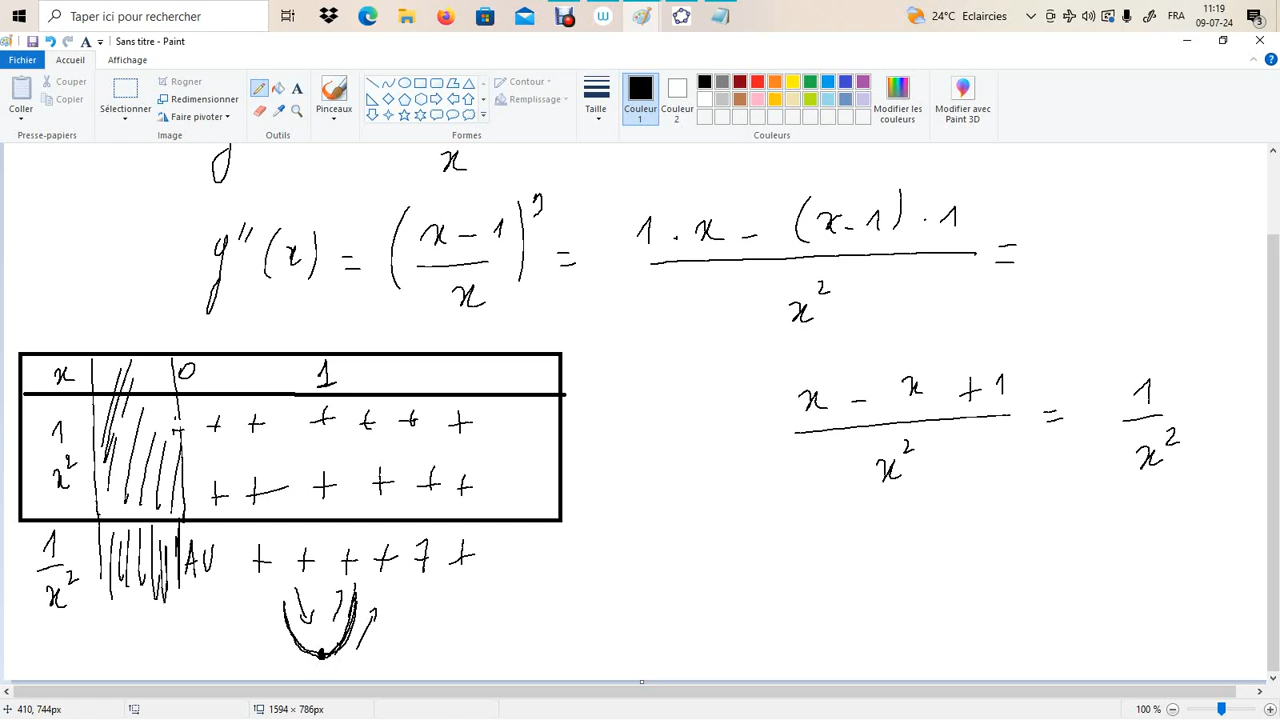 Taper ici pour rechercher
24°C Eclaircies
FRA
11:19
09-07-24
3
Sans titre - Paint
Fichier Accueil Affichage
Coller
Couper
Copier
Presse-papiers
Sélectionner
Rogner
Redimensionner
Faire pivoter
Image
A
Outils
Pinceaux
Contour
Remplissage
Formes
Taille
Couleur 1
Couleur 2
Modifier les couleurs
Couleurs
Modifier avec Paint 3D
x
g''(x) = ((x - 1)/x)' = (1 . x - (x - 1) . 1)/x² =
(x - x + 1)/x² = 1/x²
x 0 1
1 + + + + + + +
x² + + + + + +
1/x² AV + + + + + +
410, 744px
1594 × 786px
100 %